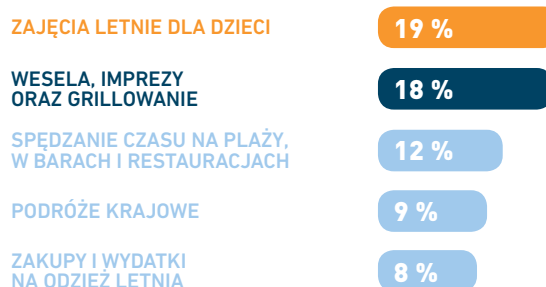 ZAJĘCIA LETNIE DLA DZIECI 19 %
WESELA, IMPREZY
ORAZ GRILLOWANIE 18 %
SPĘDZANIE CZASU NA PLAŻY,
W BARACH I RESTAURACJACH 12 %
PODRÓŻE KRAJOWE 9 %
ZAKUPY I WYDATKI
NA ODZIEŻ LETNIA 8 %